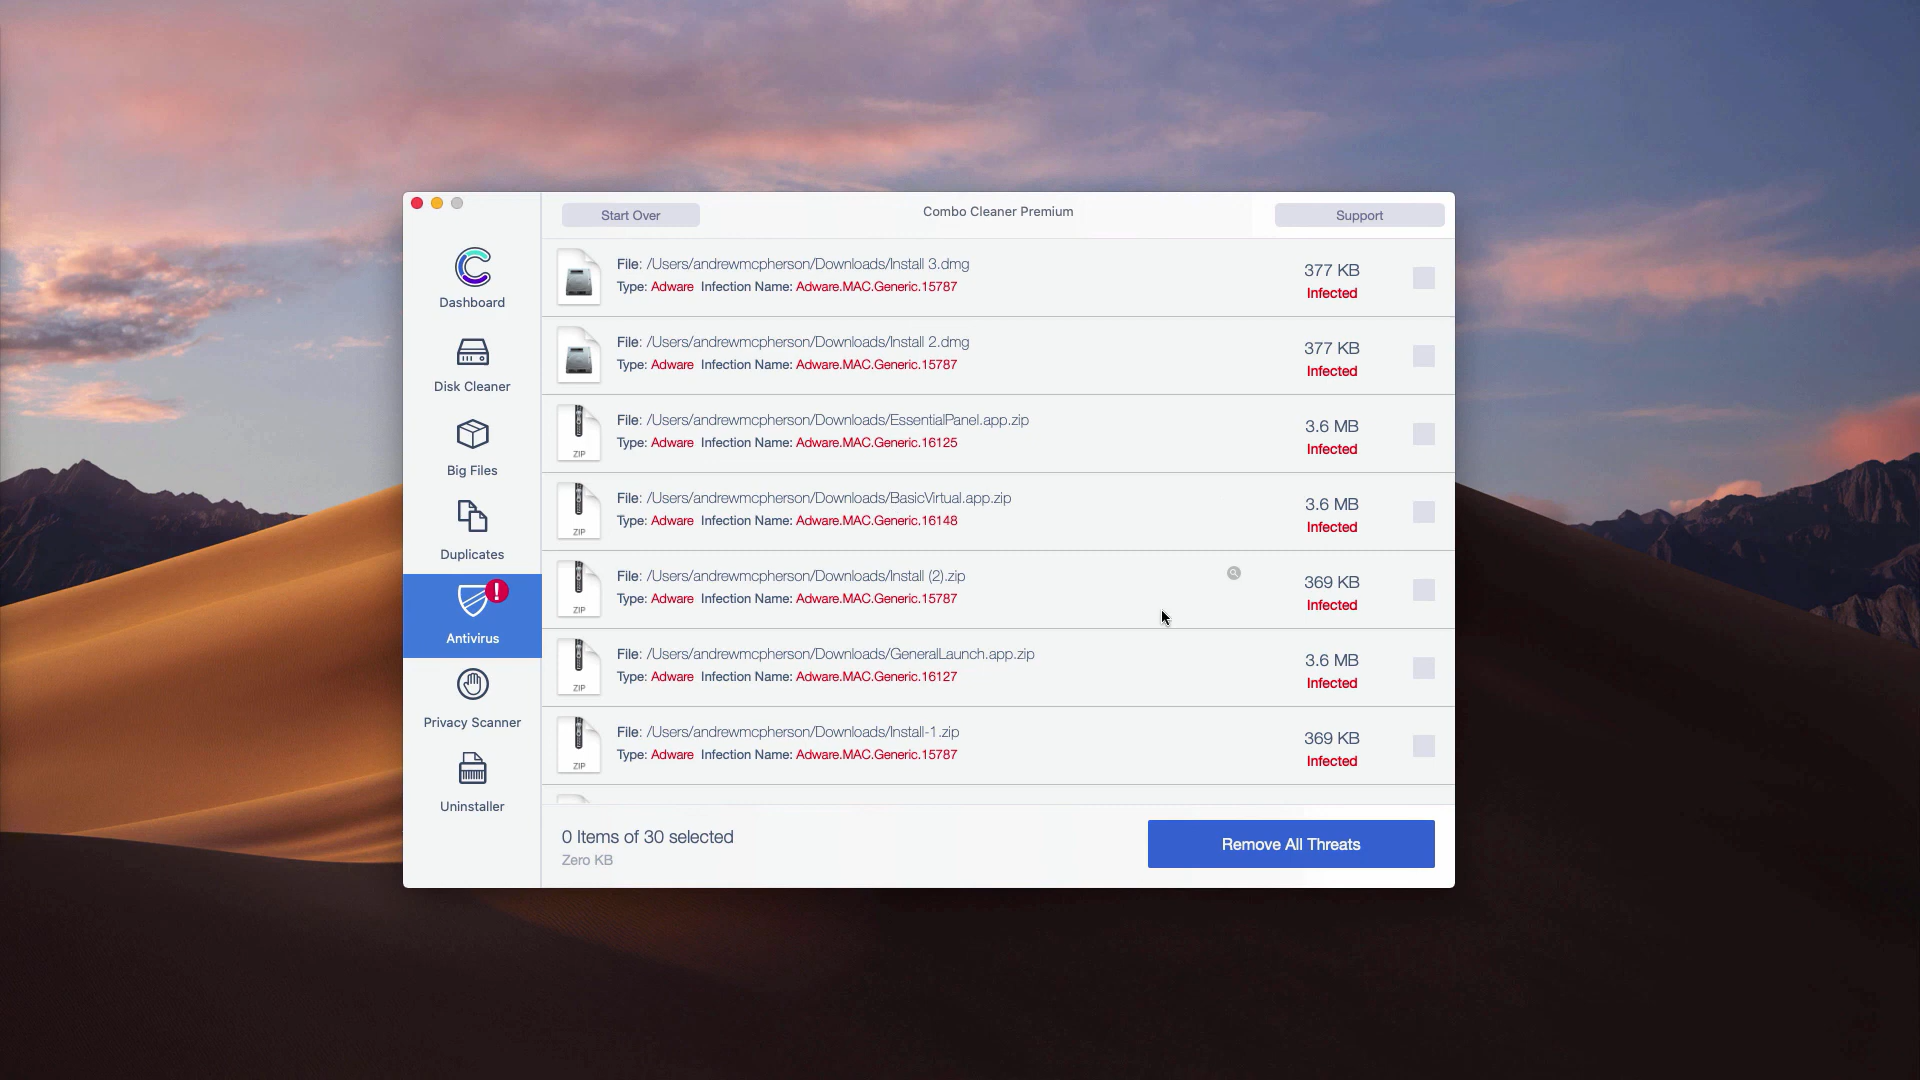 Start Over
Combo Cleaner Premium
Support
Dashboard
Disk Cleaner
Big Files
Duplicates
!
Antivirus
Privacy Scanner
Uninstaller
File: /Users/andrewmcpherson/Downloads/Install 3.dmg
Type: Adware Infection Name: Adware.MAC.Generic.15787
377 KB
Infected
File: /Users/andrewmcpherson/Downloads/Install 2.dmg
Type: Adware Infection Name: Adware.MAC.Generic.15787
377 KB
Infected
ZIP
File: /Users/andrewmcpherson/Downloads/EssentialPanel.app.zip
Type: Adware Infection Name: Adware.MAC.Generic.16125
3.6 MB
Infected
ZIP
File: /Users/andrewmcpherson/Downloads/BasicVirtual.app.zip
Type: Adware Infection Name: Adware.MAC.Generic.16148
3.6 MB
Infected
ZIP
File: /Users/andrewmcpherson/Downloads/Install (2).zip
Type: Adware Infection Name: Adware.MAC.Generic.15787
369 KB
Infected
ZIP
File: /Users/andrewmcpherson/Downloads/GeneralLaunch.app.zip
Type: Adware Infection Name: Adware.MAC.Generic.16127
3.6 MB
Infected
ZIP
File: /Users/andrewmcpherson/Downloads/Install-1.zip
Type: Adware Infection Name: Adware.MAC.Generic.15787
369 KB
Infected
0 Items of 30 selected
Zero KB
Remove All Threats